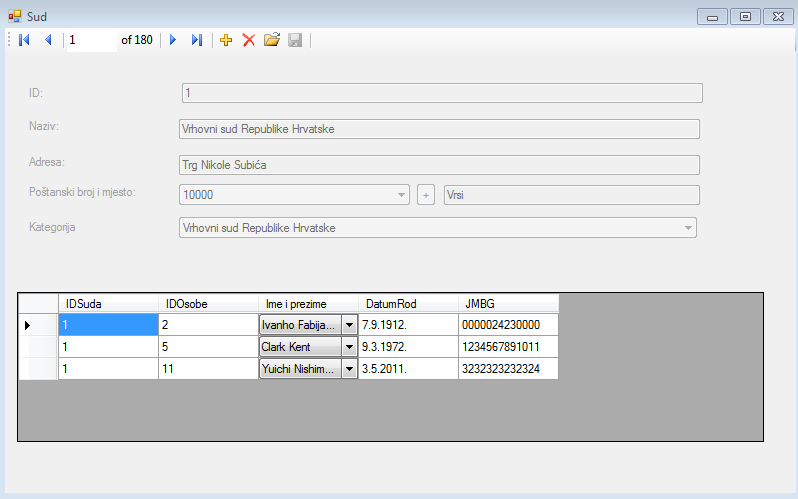 Sud
1 of 180
ID: 1
Naziv: Vrhovni sud Republike Hrvatske
Adresa: Trg Nikole Subića
Poštanski broj i mjesto: 10000 + Vrsi
Kategorija Vrhovni sud Republike Hrvatske
IDSuda IDOsobe Ime i prezime DatumRod JMBG
1 2 Ivanho Fabija... 7.9.1912. 0000024230000
1 5 Clark Kent 9.3.1972. 1234567891011
1 11 Yuichi Nishim... 3.5.2011. 3232323232324